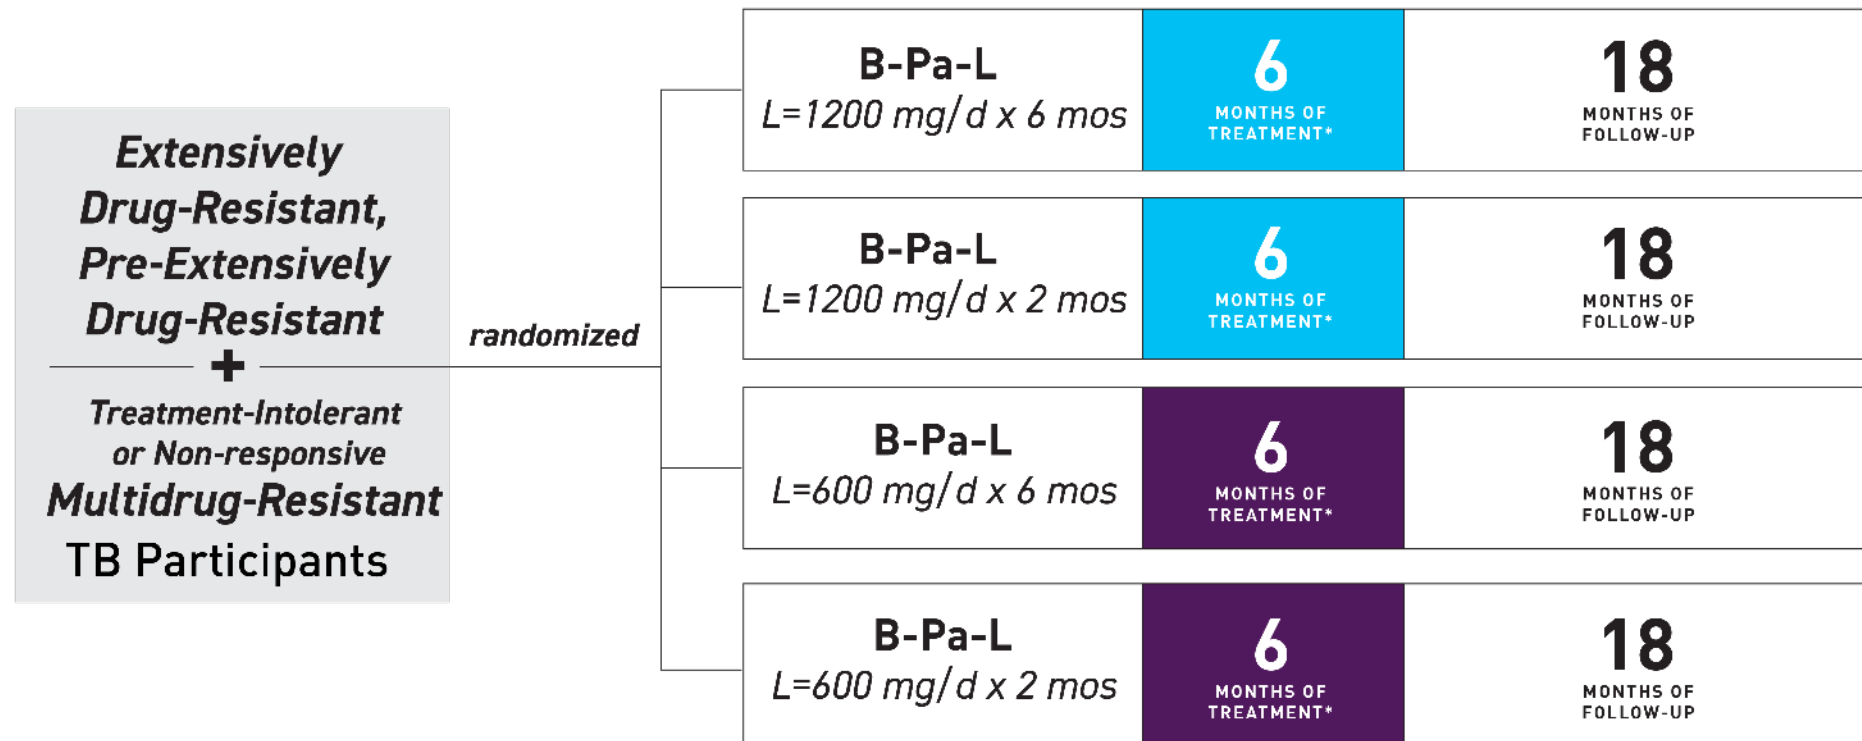 Extensively
Drug-Resistant,
Pre-Extensively
Drug-Resistant
+
Treatment-Intolerant
or Non-responsive
Multidrug-Resistant
TB Participants
randomized
B-Pa-L
L=1200 mg/d x 6 mos
6
MONTHS OF
TREATMENT*
18
MONTHS OF
FOLLOW-UP
B-Pa-L
L=1200 mg/d x 2 mos
6
MONTHS OF
TREATMENT*
18
MONTHS OF
FOLLOW-UP
B-Pa-L
L=600 mg/d x 6 mos
6
MONTHS OF
TREATMENT*
18
MONTHS OF
FOLLOW-UP
B-Pa-L
L=600 mg/d x 2 mos
6
MONTHS OF
TREATMENT*
18
MONTHS OF
FOLLOW-UP